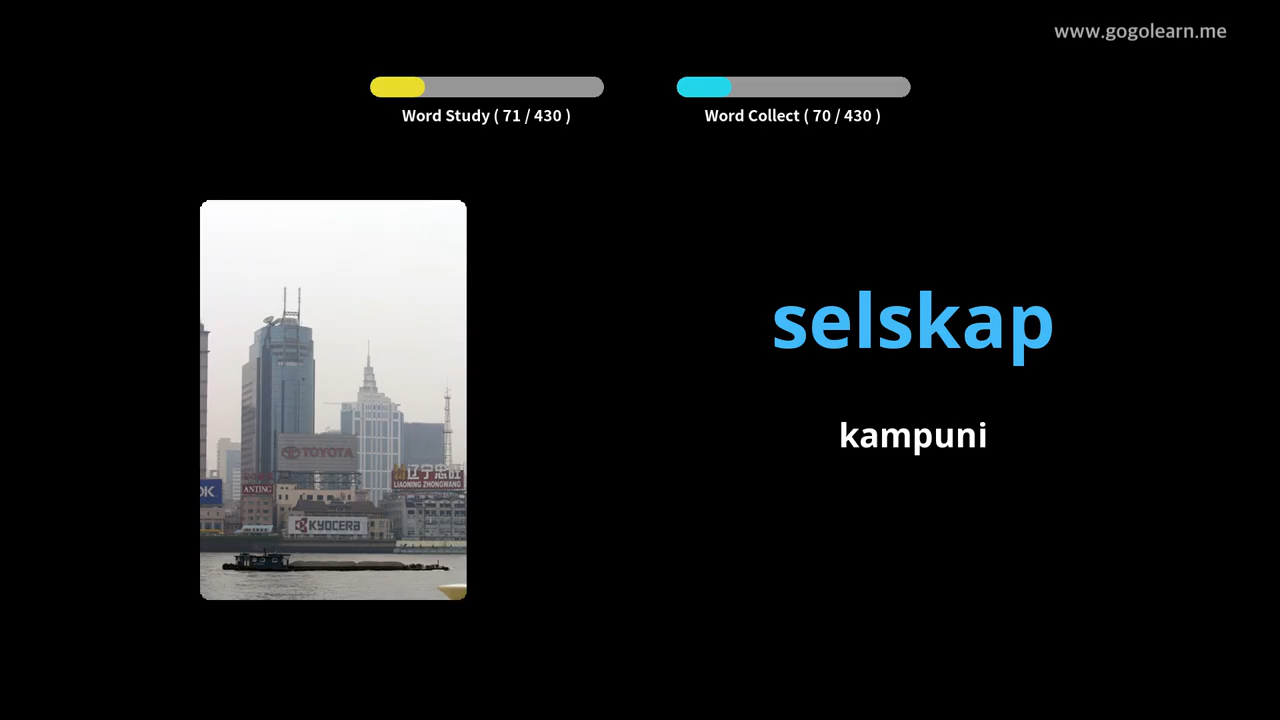 www.gogolearn.me
Word Study ( 71 / 430 )
Word Collect ( 70 / 430 )
selskap
kampuni
TOYOTA
辽宁忠旺
LIAONING ZHONGWANG
OK
ANTING
KYOCERA